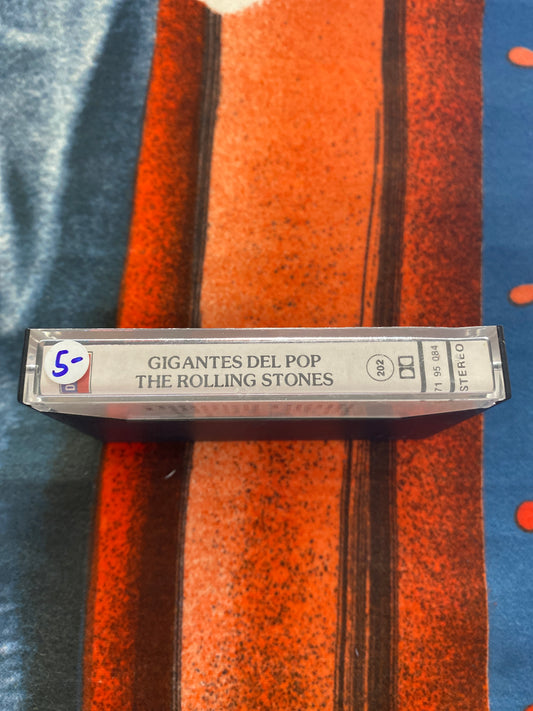 5-
GIGANTES DEL POP
THE ROLLING STONES
202
71 95 084
STEREO